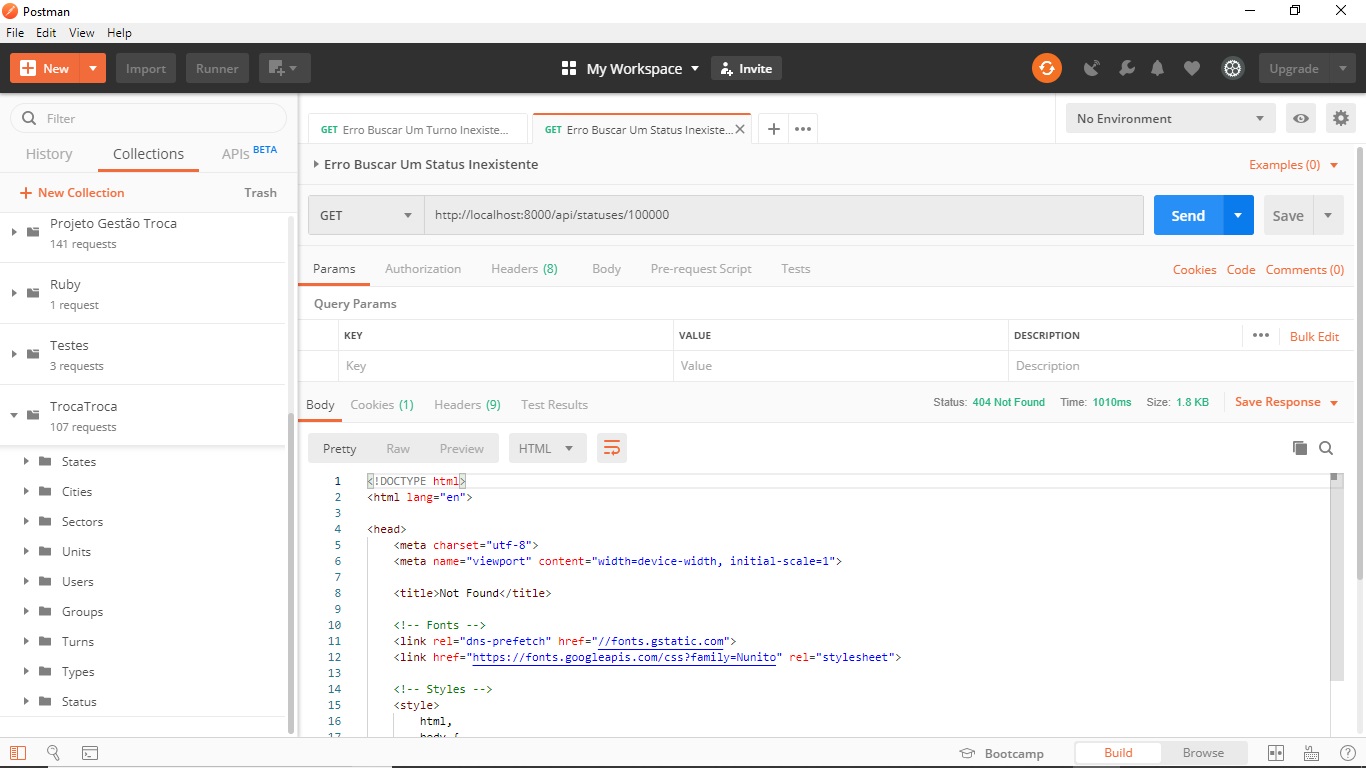 Postman
File Edit View Help
New Import Runner My Workspace Invite Upgrade
Filter
History Collections APIs BETA
New Collection Trash
Projeto Gestão Troca
141 requests
Ruby
1 request
Testes
3 requests
TrocaTroca
107 requests
States
Cities
Sectors
Units
Users
Groups
Turns
Types
Status
GET Erro Buscar Um Turno Inexiste... GET Erro Buscar Um Status Inexiste... No Environment
Erro Buscar Um Status Inexistente Examples (0)
GET http://localhost:8000/api/statuses/100000 Send Save
Params Authorization Headers (8) Body Pre-request Script Tests Cookies Code Comments (0)
Query Params
KEY VALUE DESCRIPTION Bulk Edit
Key Value Description
Body Cookies (1) Headers (9) Test Results Status: 404 Not Found Time: 1010ms Size: 1.8 KB Save Response
Pretty Raw Preview HTML
1 <!DOCTYPE html>
2 <html lang="en">
3
4 <head>
5 <meta charset="utf-8">
6 <meta name="viewport" content="width=device-width, initial-scale=1">
7
8 <title>Not Found</title>
9
10 <!-- Fonts -->
11 <link rel="dns-prefetch" href="//fonts.gstatic.com">
12 <link href="https://fonts.googleapis.com/css?family=Nunito" rel="stylesheet">
13
14 <!-- Styles -->
15 <style>
16 html,
17 body {
Bootcamp Build Browse